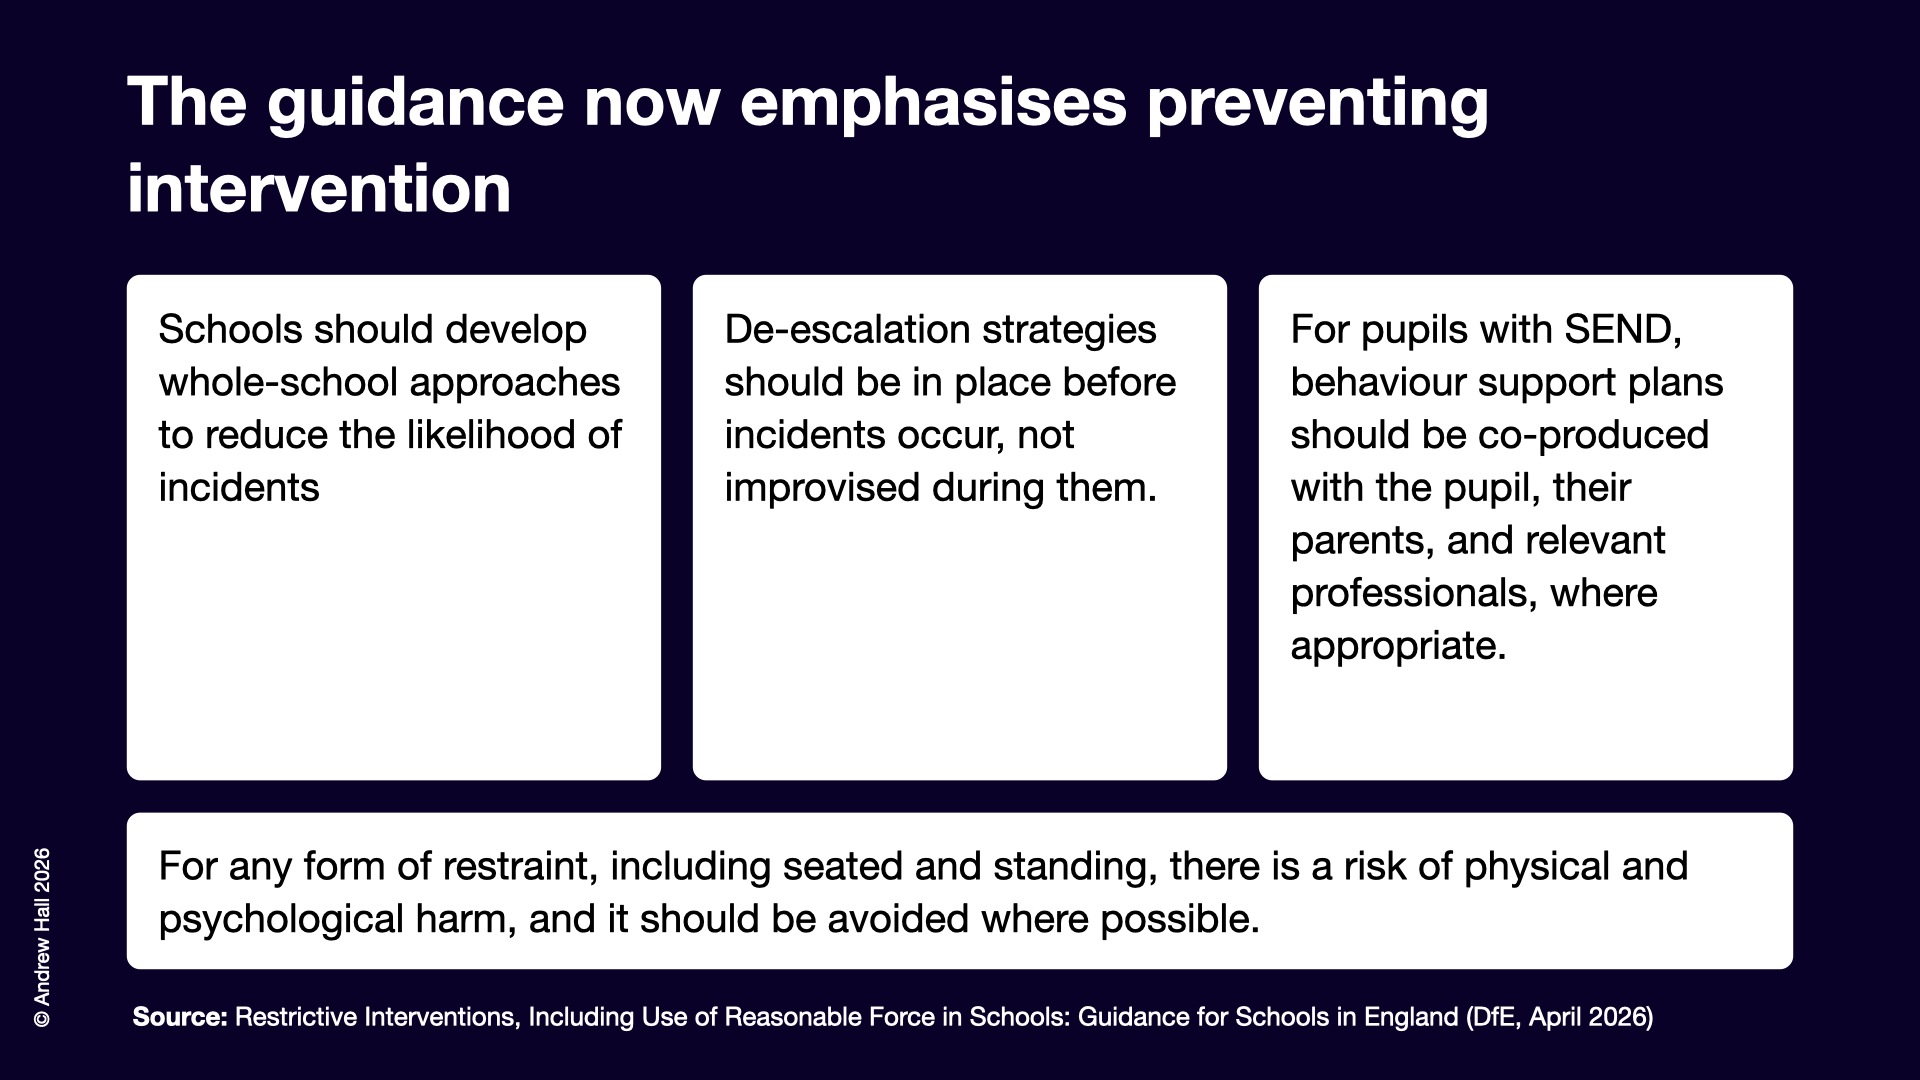 The guidance now emphasises preventing
intervention
Schools should develop
whole-school approaches
to reduce the likelihood of
incidents
De-escalation strategies
should be in place before
incidents occur, not
improvised during them.
For pupils with SEND,
behaviour support plans
should be co-produced
with the pupil, their
parents, and relevant
professionals, where
appropriate.
For any form of restraint, including seated and standing, there is a risk of physical and
psychological harm, and it should be avoided where possible.
Source: Restrictive Interventions, Including Use of Reasonable Force in Schools: Guidance for Schools in England (DfE, April 2026)
© Andrew Hall 2026